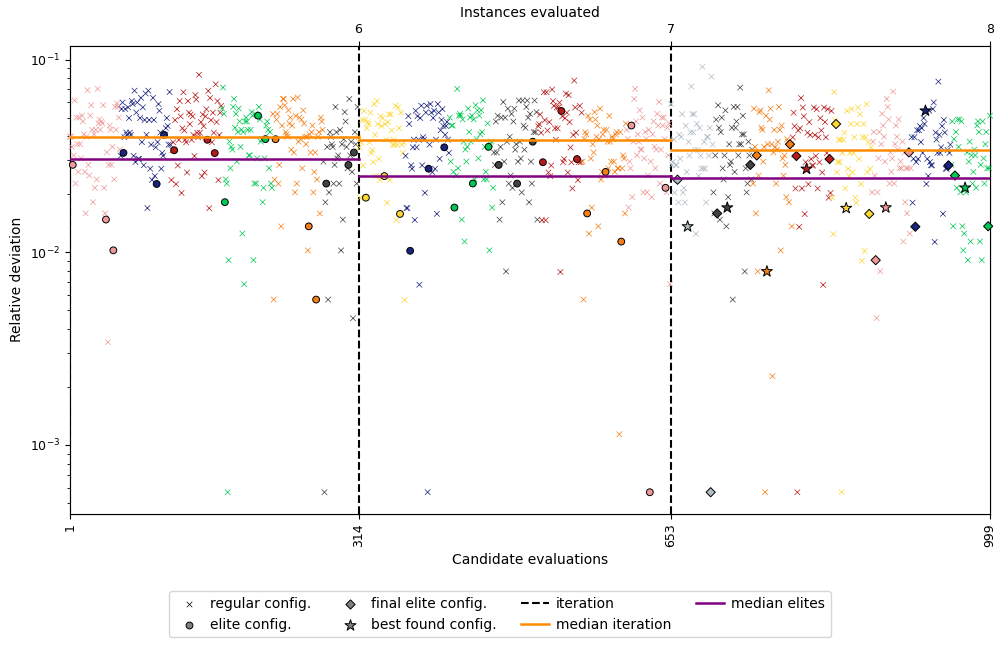 Instances evaluated
6 7 8
10⁻¹
10⁻²
10⁻³
Relative deviation
1 314 653 999
Candidate evaluations
regular config. final elite config. iteration median elites
elite config. best found config. median iteration